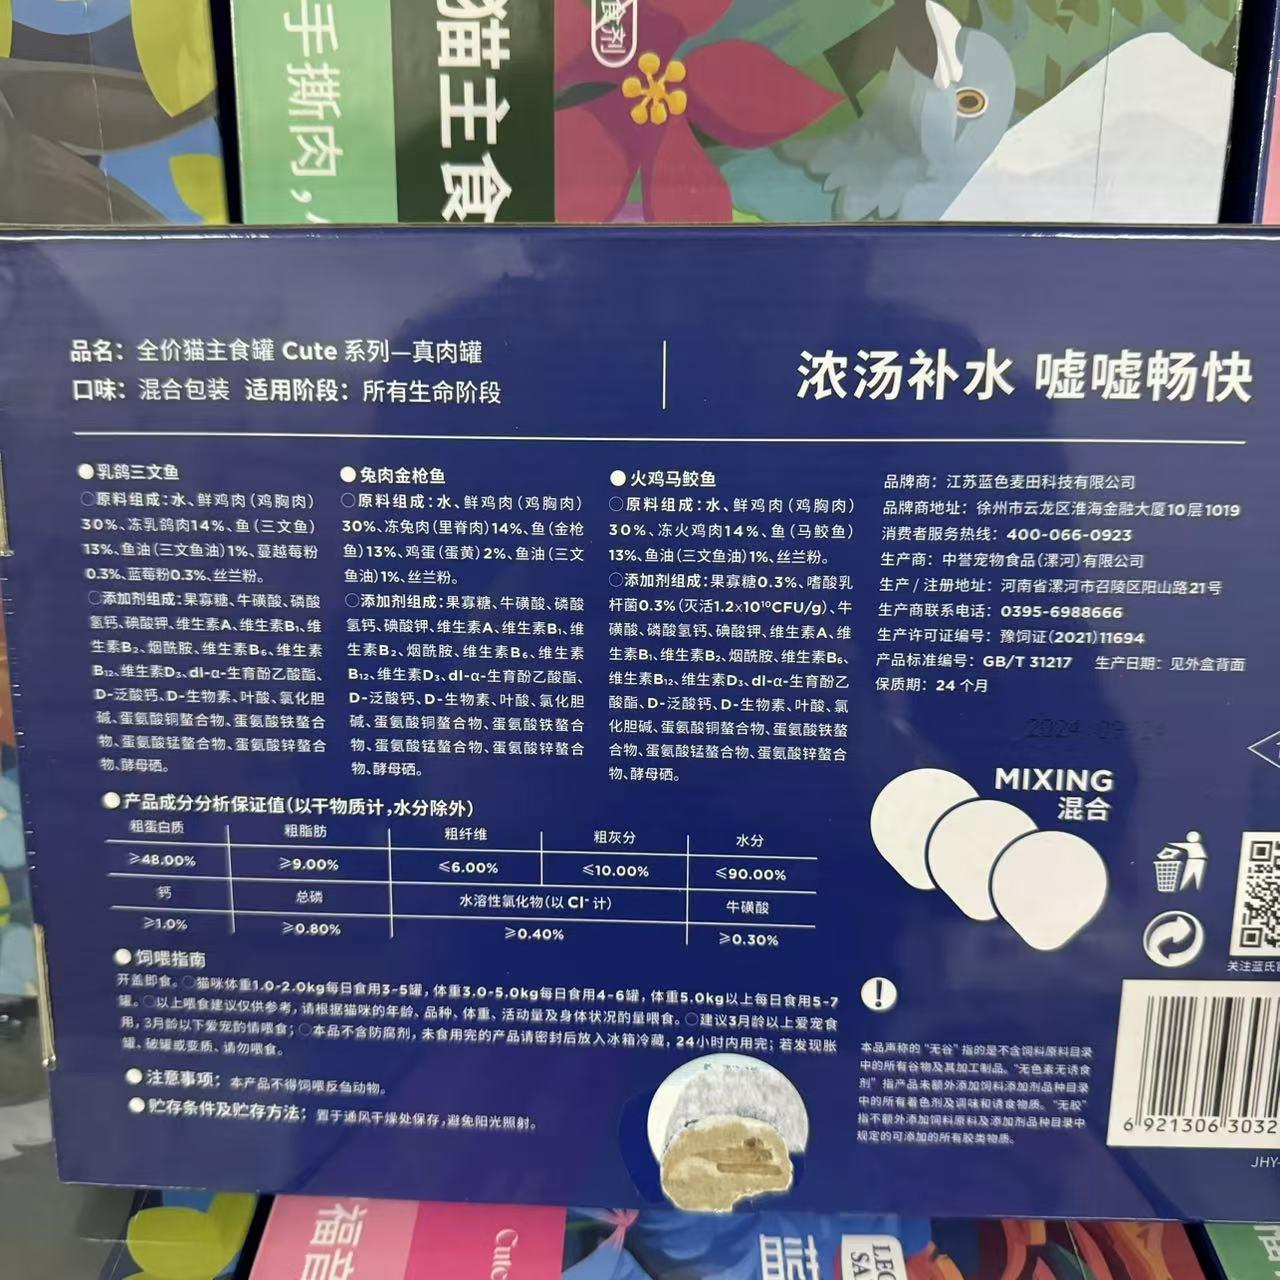 手撕肉，
猫主食
食剂
品名：全价猫主食罐 Cute 系列—真肉罐
口味：混合包装 适用阶段：所有生命阶段
浓汤补水 嘘嘘畅快
●乳鸽三文鱼
○原料组成：水、鲜鸡肉（鸡胸肉）
30%、冻乳鸽肉14%、鱼（三文鱼）
13%、鱼油（三文鱼油）1%、蔓越莓粉
0.3%、蓝莓粉0.3%、丝兰粉。
○添加剂组成：果寡糖、牛磺酸、磷酸
氢钙、碘酸钾、维生素A、维生素B₁、维
生素B₂、烟酰胺、维生素B₆、维生素
B₁₂、维生素D₃、dl-α-生育酚乙酸酯、
D-泛酸钙、D-生物素、叶酸、氯化胆
碱、蛋氨酸铜螯合物、蛋氨酸铁螯合
物、蛋氨酸锰螯合物、蛋氨酸锌螯合
物、酵母硒。
●兔肉金枪鱼
○原料组成：水、鲜鸡肉（鸡胸肉）
30%、冻兔肉（里脊肉）14%、鱼（金枪
鱼）13%、鸡蛋（蛋黄）2%、鱼油（三文
鱼油）1%、丝兰粉。
○添加剂组成：果寡糖、牛磺酸、磷酸
氢钙、碘酸钾、维生素A、维生素B₁、维
生素B₂、烟酰胺、维生素B₆、维生素
B₁₂、维生素D₃、dl-α-生育酚乙酸酯、
D-泛酸钙、D-生物素、叶酸、氯化胆
碱、蛋氨酸铜螯合物、蛋氨酸铁螯合
物、蛋氨酸锰螯合物、蛋氨酸锌螯合
物、酵母硒。
●火鸡马鲛鱼
○原料组成：水、鲜鸡肉（鸡胸肉）
30%、冻火鸡肉14%、鱼（马鲛鱼）
13%、鱼油（三文鱼油）1%、丝兰粉。
○添加剂组成：果寡糖0.3%、嗜酸乳
杆菌0.3%（灭活1.2×10¹⁰CFU/g）、牛
磺酸、磷酸氢钙、碘酸钾、维生素A、维
生素B₁、维生素B₂、烟酰胺、维生素B₆、
维生素B₁₂、维生素D₃、dl-α-生育酚乙
酸酯、D-泛酸钙、D-生物素、叶酸、氯
化胆碱、蛋氨酸铜螯合物、蛋氨酸铁螯
合物、蛋氨酸锰螯合物、蛋氨酸锌螯合
物、酵母硒。
品牌商：江苏蓝色麦田科技有限公司
品牌商地址：徐州市云龙区淮海金融大厦10层1019
消费者服务热线：400-066-0923
生产商：中誉宠物食品（漯河）有限公司
生产 / 注册地址：河南省漯河市召陵区阳山路21号
生产商联系电话：0395-6988666
生产许可证编号：豫饲证（2021）11694
产品标准编号：GB/T 31217 生产日期：见外盒背面
保质期：24 个月
2024 09 24
MIXING
混合
●产品成分分析保证值（以干物质计，水分除外）
粗蛋白质 粗脂肪 粗纤维 粗灰分 水分
≥48.00% ≥9.00% ≤6.00% ≤10.00% ≤90.00%
钙 总磷 水溶性氯化物（以 Cl⁻ 计） 牛磺酸
≥1.0% ≥0.80% ≥0.40% ≥0.30%
●饲喂指南
开盖即食。○猫咪体重1.0-2.0kg每日食用3-5罐，体重3.0-5.0kg每日食用4-6罐，体重5.0kg以上每日食用5-7
罐。○以上喂食建议仅供参考，请根据猫咪的年龄、品种、体重、活动量及身体状况酌量喂食。○建议3月龄以上爱宠食
用，3月龄以下爱宠酌情喂食；○本品不含防腐剂，未食用完的产品请密封后放入冰箱冷藏，24小时内用完；若发现胀
罐、破罐或变质、请勿喂食。
●注意事项：本产品不得饲喂反刍动物。
●贮存条件及贮存方法：置于通风干燥处保存，避免阳光照射。
!
本品声称的“无谷”指的是不含饲料原料目录
中的所有谷物及其加工制品。“无色素无诱食
剂”指产品未额外添加饲料添加剂品种目录
中的所有着色剂及调味和诱食物质。“无胶”
指不额外添加饲料原料及添加剂品种目录中
规定的可添加的所有胶类物质。
关注蓝氏
6 921306 3032
JHY-
福音
Cute
蓝